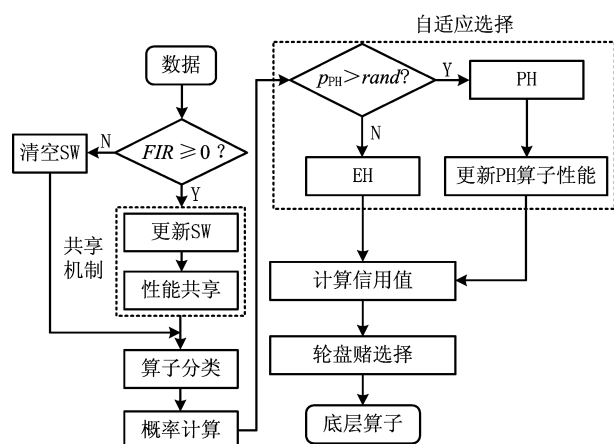 自适应选择
数据
p_PH>rand?
Y
PH
N
清空SW
FIR≥0？
N
Y
EH
更新PH算子性能
共享
机制
更新SW
性能共享
计算信用值
算子分类
轮盘赌选择
概率计算
底层算子